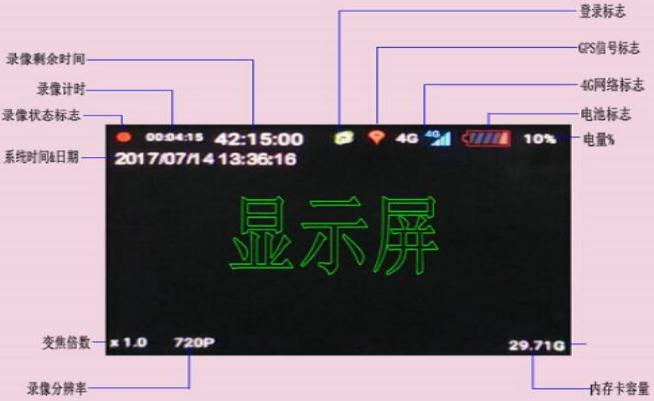 登录标志
GPS信号标志
录像剩余时间
4G网络标志
录像计时
录像状态标志
电池标志
00:04:15 42:15:00 4G 4G 10%
电量%
系统时间&日期
2017/07/14 13:36:16
显示屏
变焦倍数
x 1.0 720P 29.71G
录像分辨率
内存卡容量